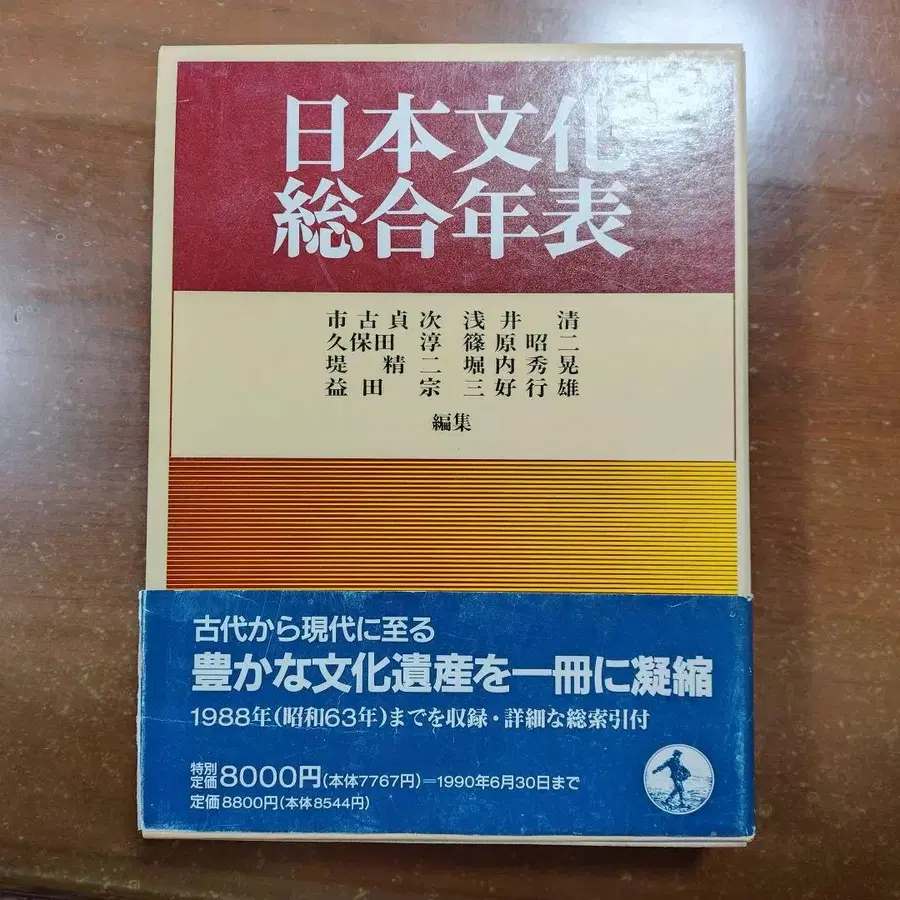 日本文化
総合年表
市古貞次 浅井 清
久保田 淳 篠原昭二
堤 精二 堀内秀晃
益田 宗 三好行雄
編集
古代から現代に至る
豊かな文化遺産を一冊に凝縮
1988年(昭和63年)までを収録・詳細な総索引付
特別定価8000円(本体7767円)=1990年6月30日まで
定価8800円(本体8544円)